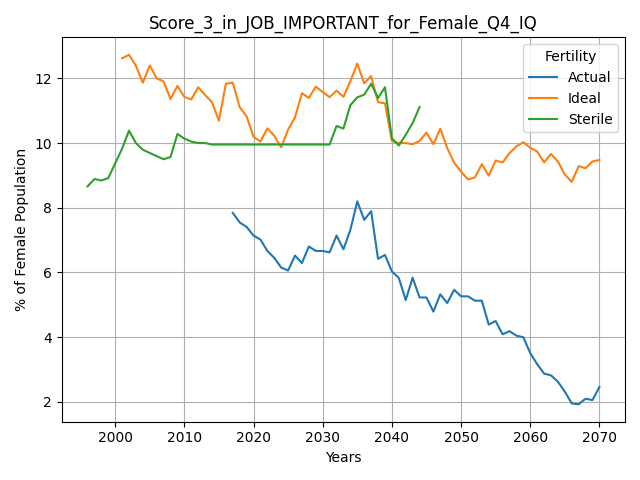 Score_3_in_JOB_IMPORTANT_for_Female_Q4_IQ
Fertility
Actual
Ideal
Sterile
% of Female Population
12
10
8
6
4
2
2000 2010 2020 2030 2040 2050 2060 2070
Years